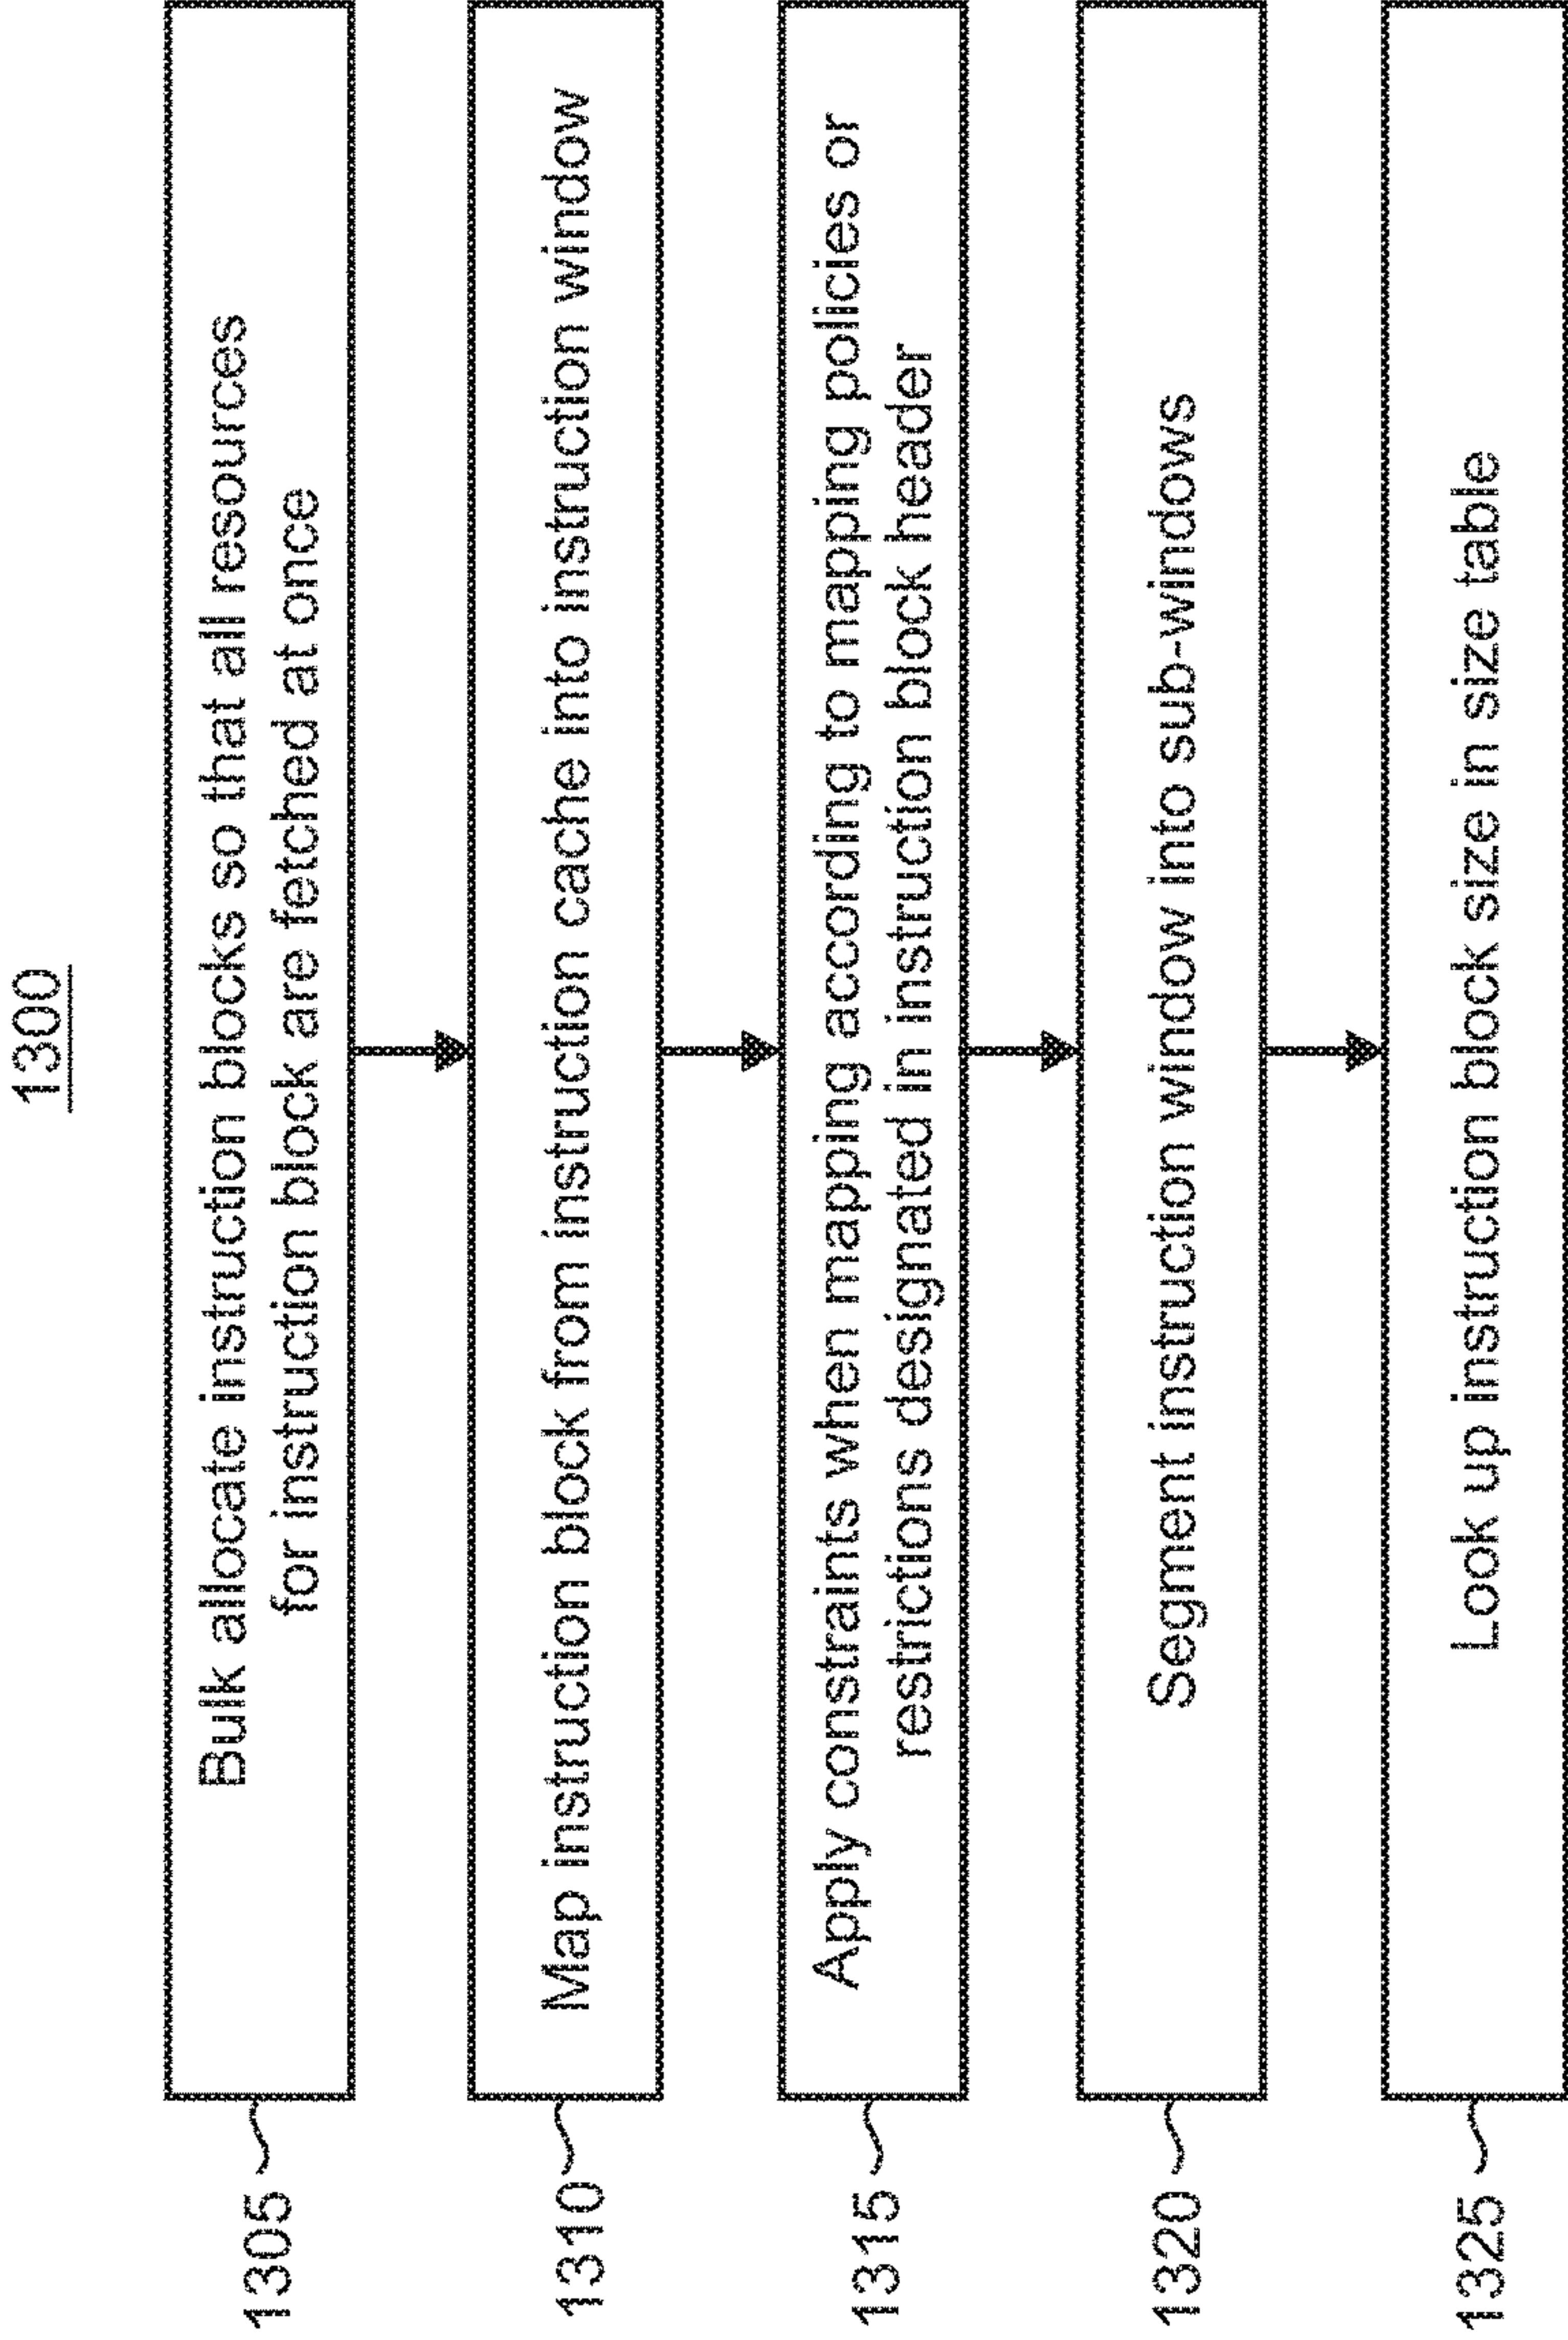 1300
1305
Bulk allocate instruction blocks so that all resources
for instruction block are fetched at once
1310
Map instruction block from instruction cache into instruction window
1315
Apply constraints when mapping according to mapping policies or
restrictions designated in instruction block header
1320
Segment instruction window into sub-windows
1325
Look up instruction block size in size table